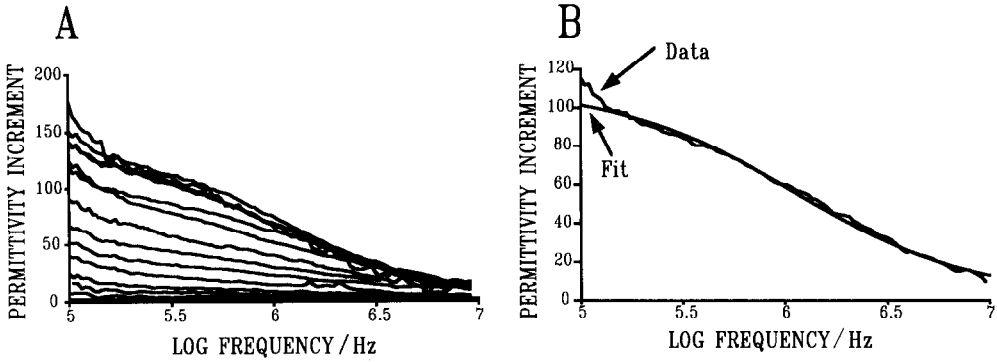 A
PERMITTIVITY INCREMENT
200
150
100
50
0
5
5.5
6
6.5
7
LOG FREQUENCY/Hz
B
PERMITTIVITY INCREMENT
120
100
80
60
40
20
0
Data
Fit
5
5.5
6
6.5
7
LOG FREQUENCY/Hz